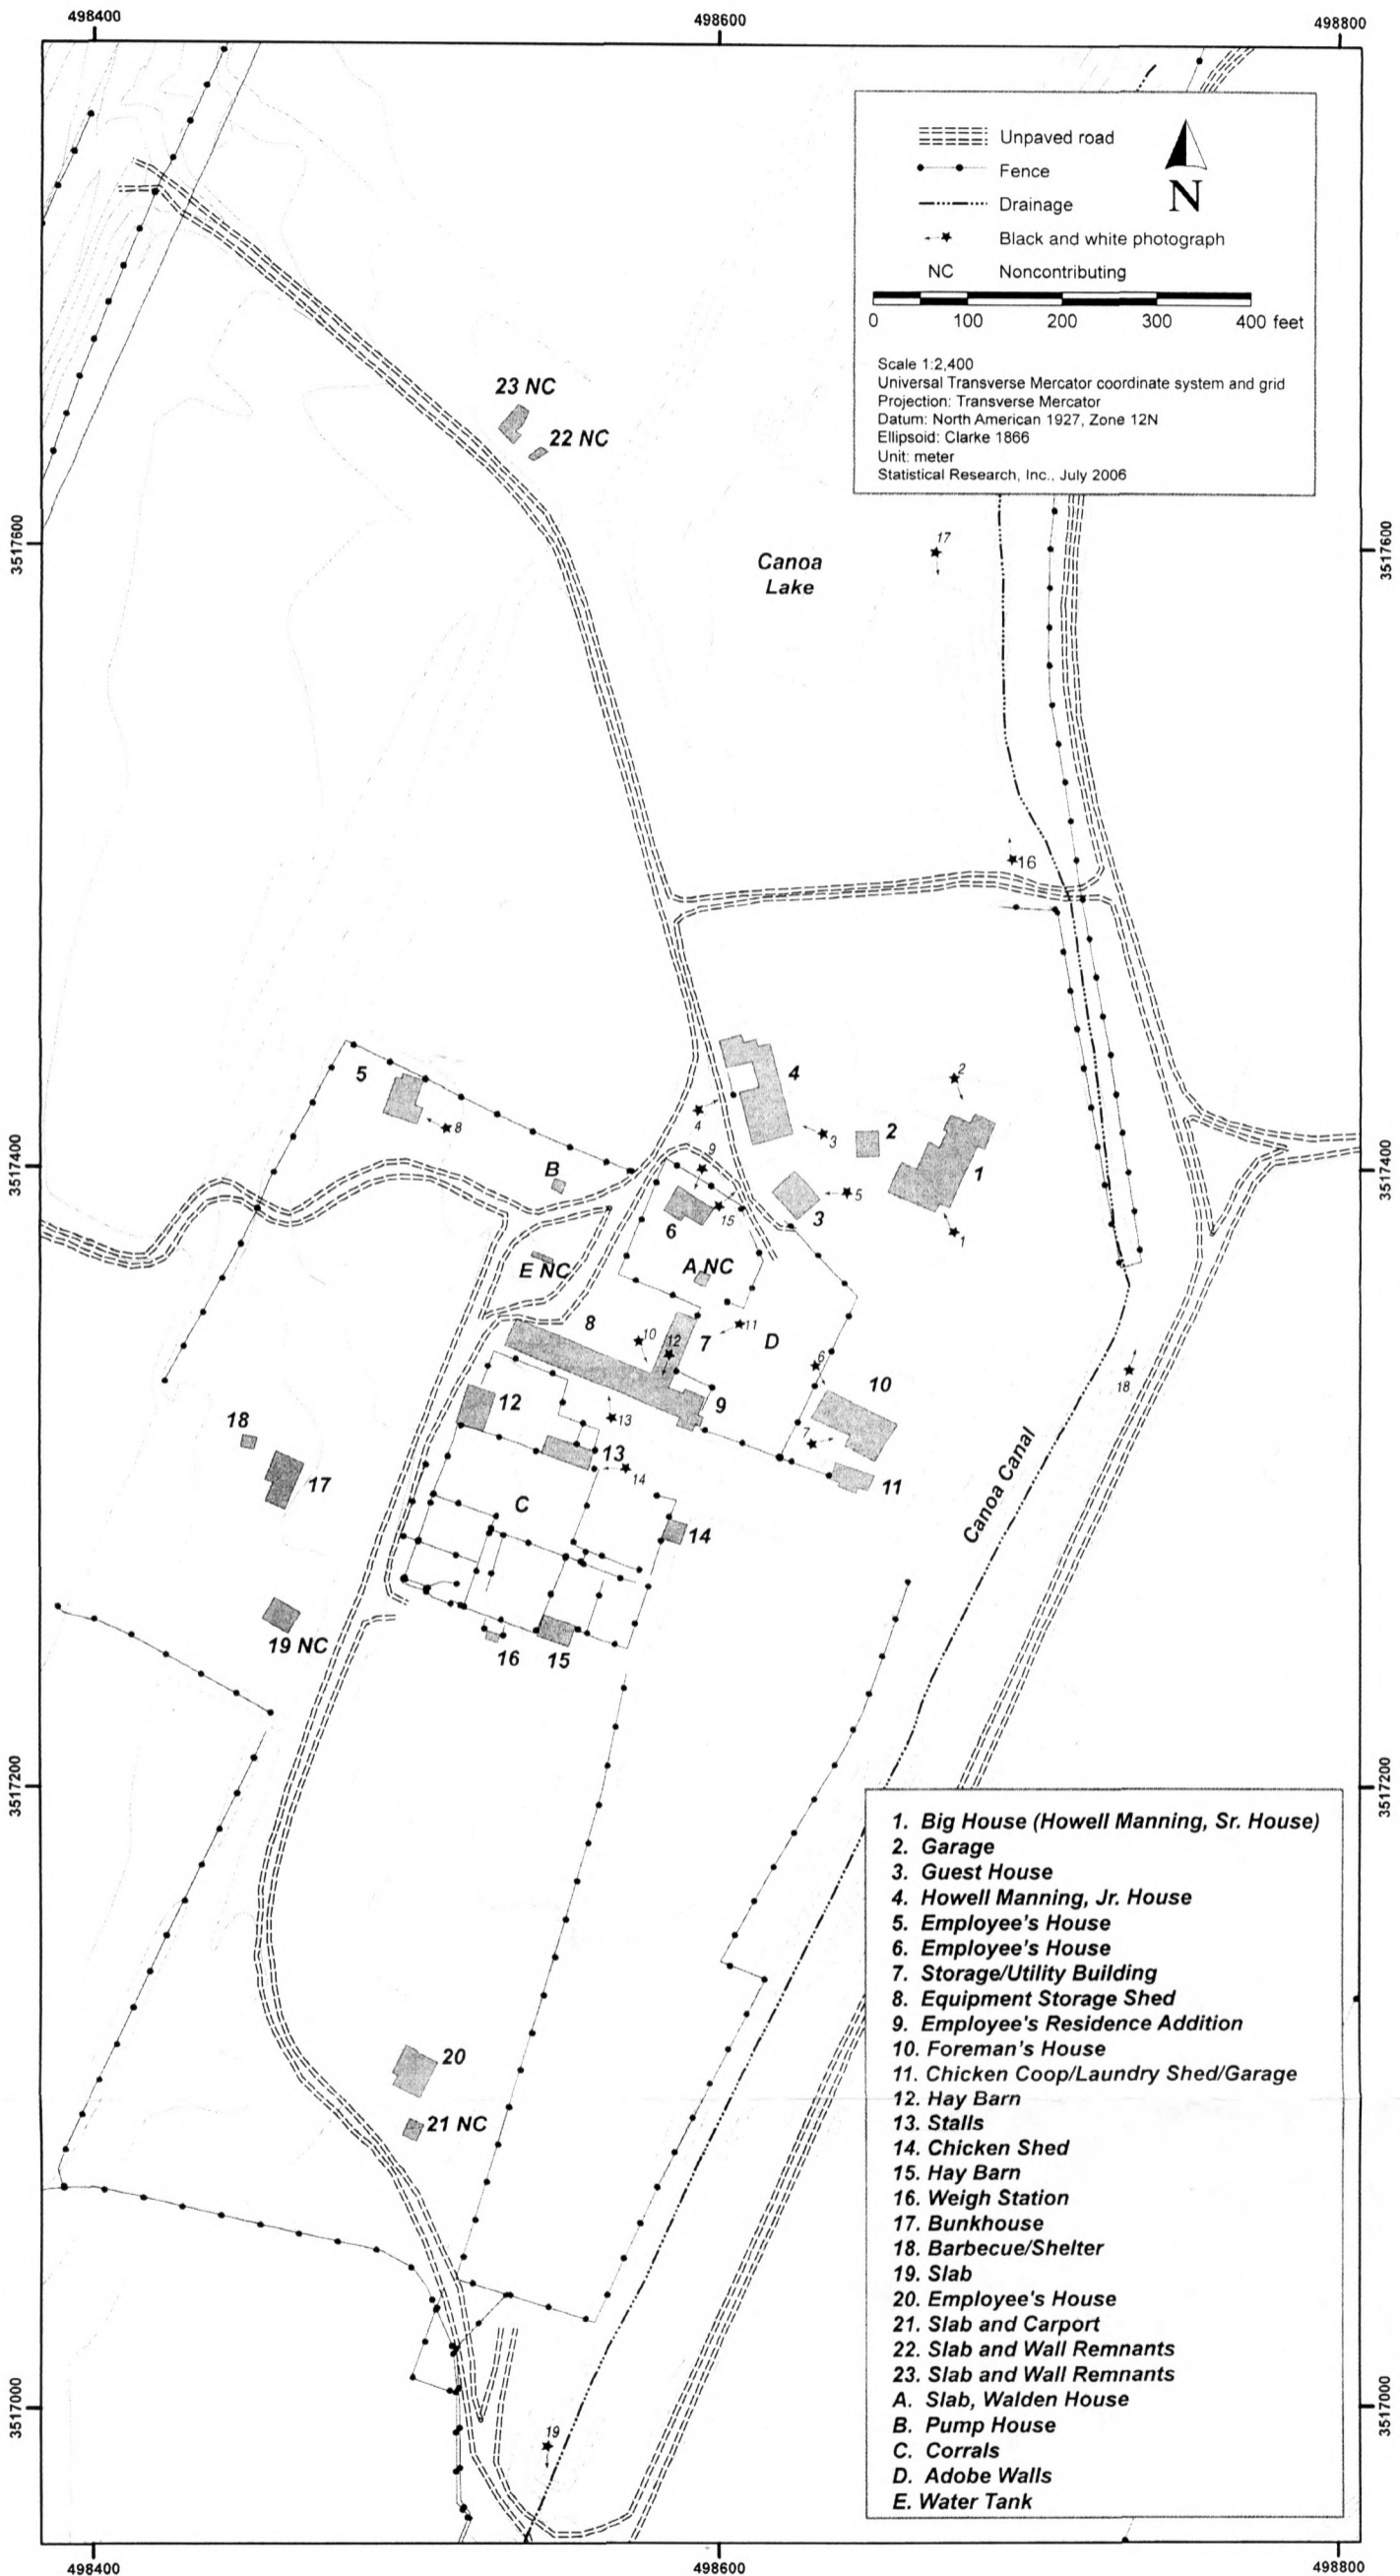 498400
498600
498800
Unpaved road
Fence
N
Drainage
Black and white photograph
NC Noncontributing
0 100 200 300 400 feet
Scale 1:2,400
Universal Transverse Mercator coordinate system and grid
Projection: Transverse Mercator
Datum: North American 1927, Zone 12N
Ellipsoid: Clarke 1866
Unit: meter
Statistical Research, Inc., July 2006
23 NC
22 NC
3517600
3517600
17
Canoa
Lake
16
5
4
2
8
4
3
2
1
9
B
5
3517400
3517400
6
15
3
1
E NC
A NC
8
10
12
7
11
D
6
18
10
12
9
13
7
18
13
14
11
17
C
14
Canoa Canal
19 NC
16
15
3517200
3517200
20
21 NC
3517000
3517000
19
1. Big House (Howell Manning, Sr. House)
2. Garage
3. Guest House
4. Howell Manning, Jr. House
5. Employee's House
6. Employee's House
7. Storage/Utility Building
8. Equipment Storage Shed
9. Employee's Residence Addition
10. Foreman's House
11. Chicken Coop/Laundry Shed/Garage
12. Hay Barn
13. Stalls
14. Chicken Shed
15. Hay Barn
16. Weigh Station
17. Bunkhouse
18. Barbecue/Shelter
19. Slab
20. Employee's House
21. Slab and Carport
22. Slab and Wall Remnants
23. Slab and Wall Remnants
A. Slab, Walden House
B. Pump House
C. Corrals
D. Adobe Walls
E. Water Tank
498400
498600
498800